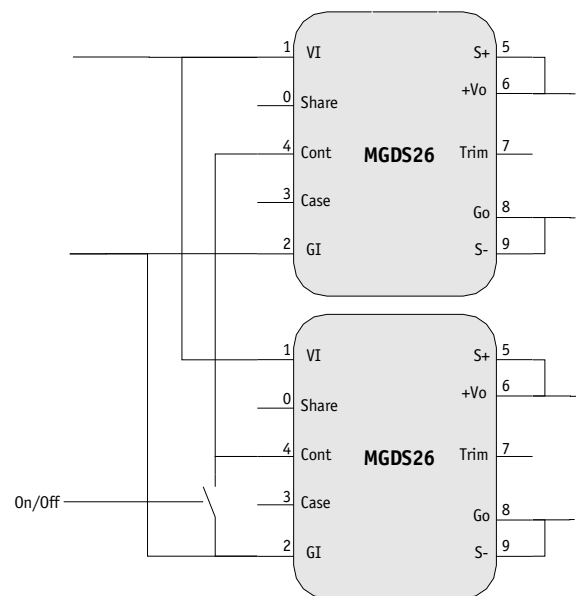 1 VI S+ 5
+Vo 6
0 Share
4 Cont MGDS26 Trim 7
3 Case
Go 8
2 GI S- 9
1 VI S+ 5
+Vo 6
0 Share
4 Cont MGDS26 Trim 7
On/Off
3 Case
Go 8
2 GI S- 9